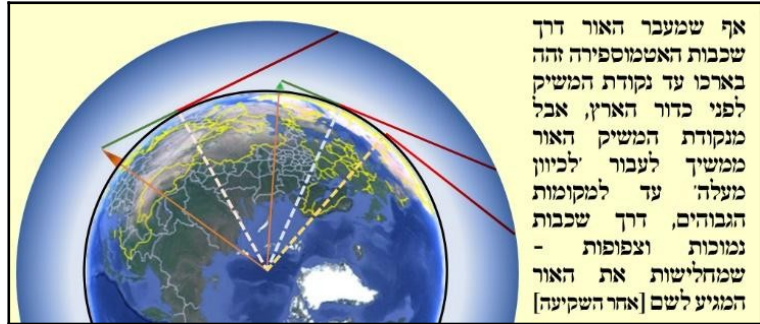 אף שמעבר האור דרך
שכבות האטמוספירה זהה
בארכו עד נקודת המשיק
לפני כדור הארץ, אבל
מנקודת המשיק האור
ממשיך לעבור 'לכיוון
מעלה' עד למקומות
הגבוהים, דרך שכבות
נמוכות וצפופות -
שמחלישות את האור
המגיע לשם [אחר השקיעה]